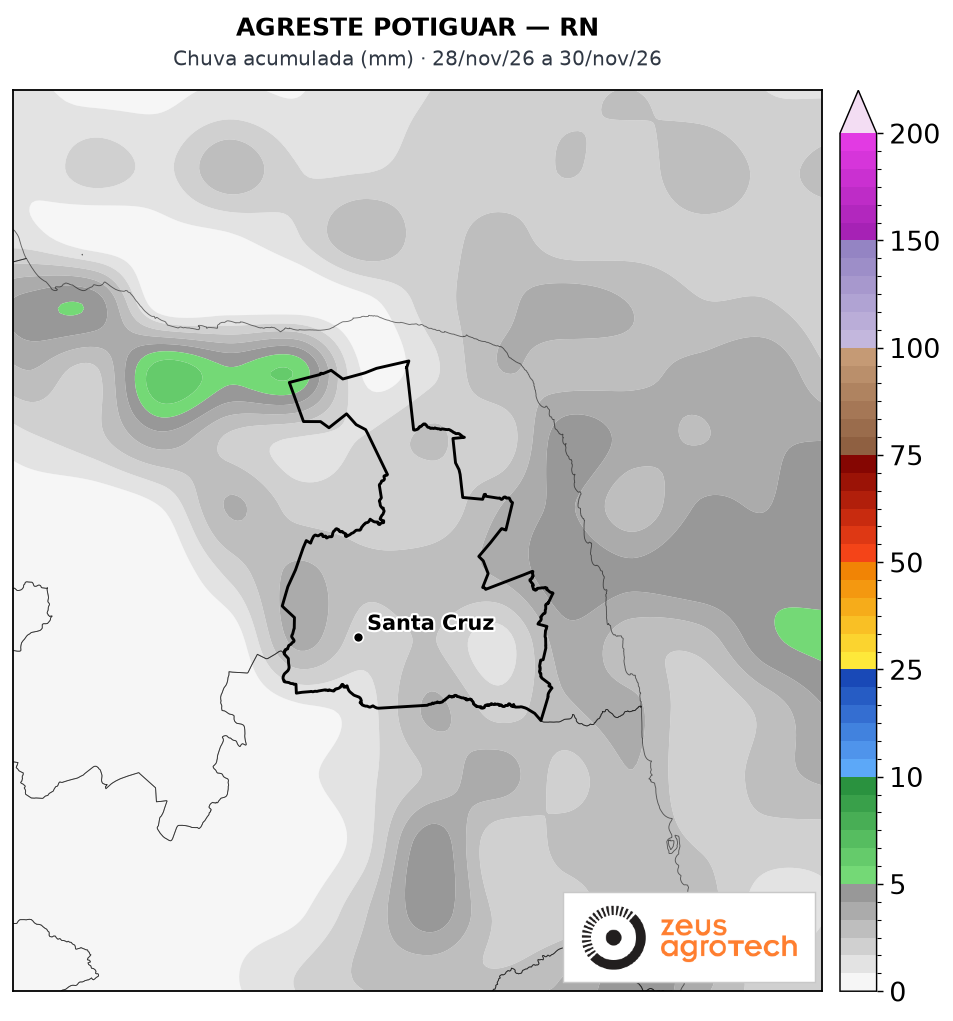 AGRESTE POTIGUAR — RN
Chuva acumulada (mm) · 28/nov/26 a 30/nov/26
200
150
100
75
50
25
10
5
0
Santa Cruz
zeus
agrotech